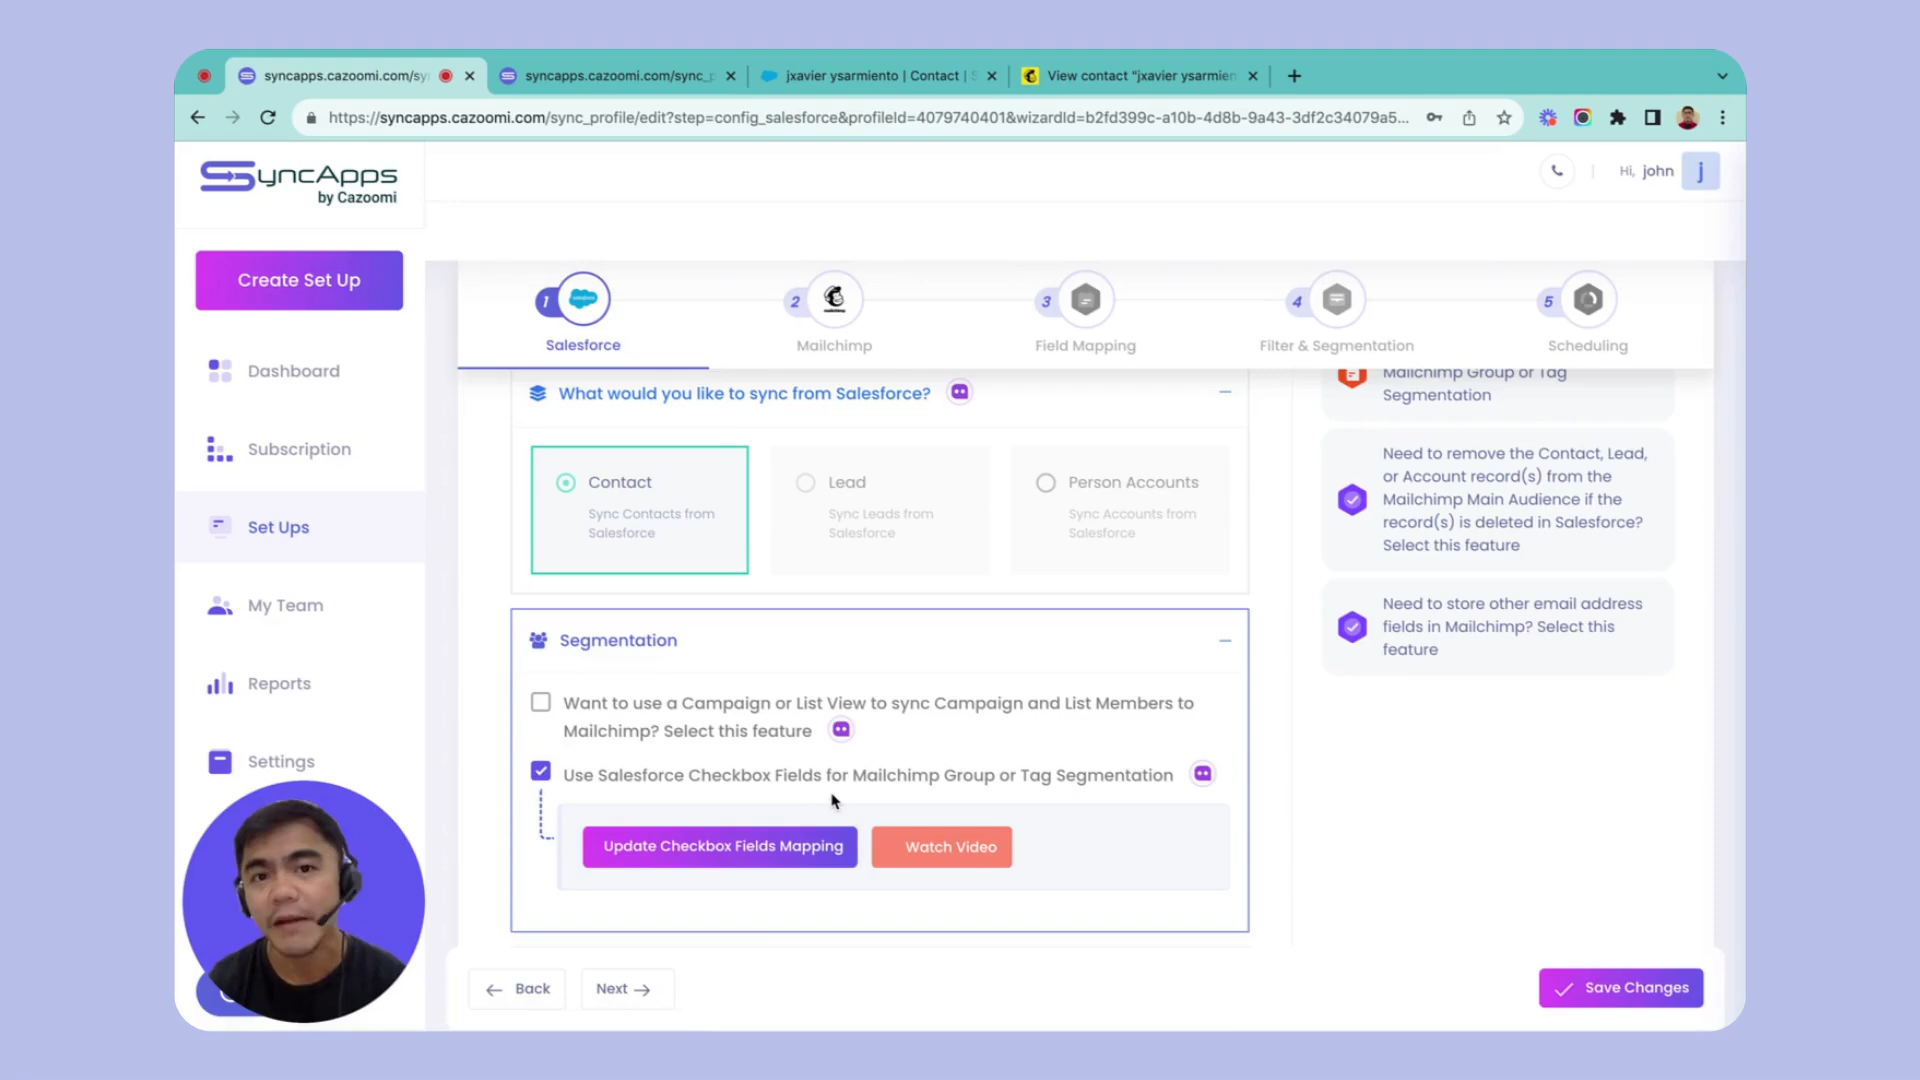 syncapps.cazoomi.com/sy
syncapps.cazoomi.com/sync_p
jxavier ysarmiento | Contact | S
View contact "jxavier ysarmien
https://syncapps.cazoomi.com/sync_profile/edit?step=config_salesforce&profileId=4079740401&wizardId=b2fd399c-a10b-4d8b-9a43-3df2c34079a5...
SyncApps
by Cazoomi
Hi, john
j
Create Set Up
Dashboard
Subscription
Set Ups
My Team
Reports
Settings
1
Salesforce
2
Mailchimp
3
Field Mapping
4
Filter & Segmentation
5
Scheduling
What would you like to sync from Salesforce?
Contact
Sync Contacts from
Salesforce
Lead
Sync Leads from
Salesforce
Person Accounts
Sync Accounts from
Salesforce
Segmentation
Want to use a Campaign or List View to sync Campaign and List Members to
Mailchimp? Select this feature
Use Salesforce Checkbox Fields for Mailchimp Group or Tag Segmentation
Update Checkbox Fields Mapping
Watch Video
Mailchimp Group or Tag
Segmentation
Need to remove the Contact, Lead,
or Account record(s) from the
Mailchimp Main Audience if the
record(s) is deleted in Salesforce?
Select this feature
Need to store other email address
fields in Mailchimp? Select this
feature
Back
Next
Save Changes